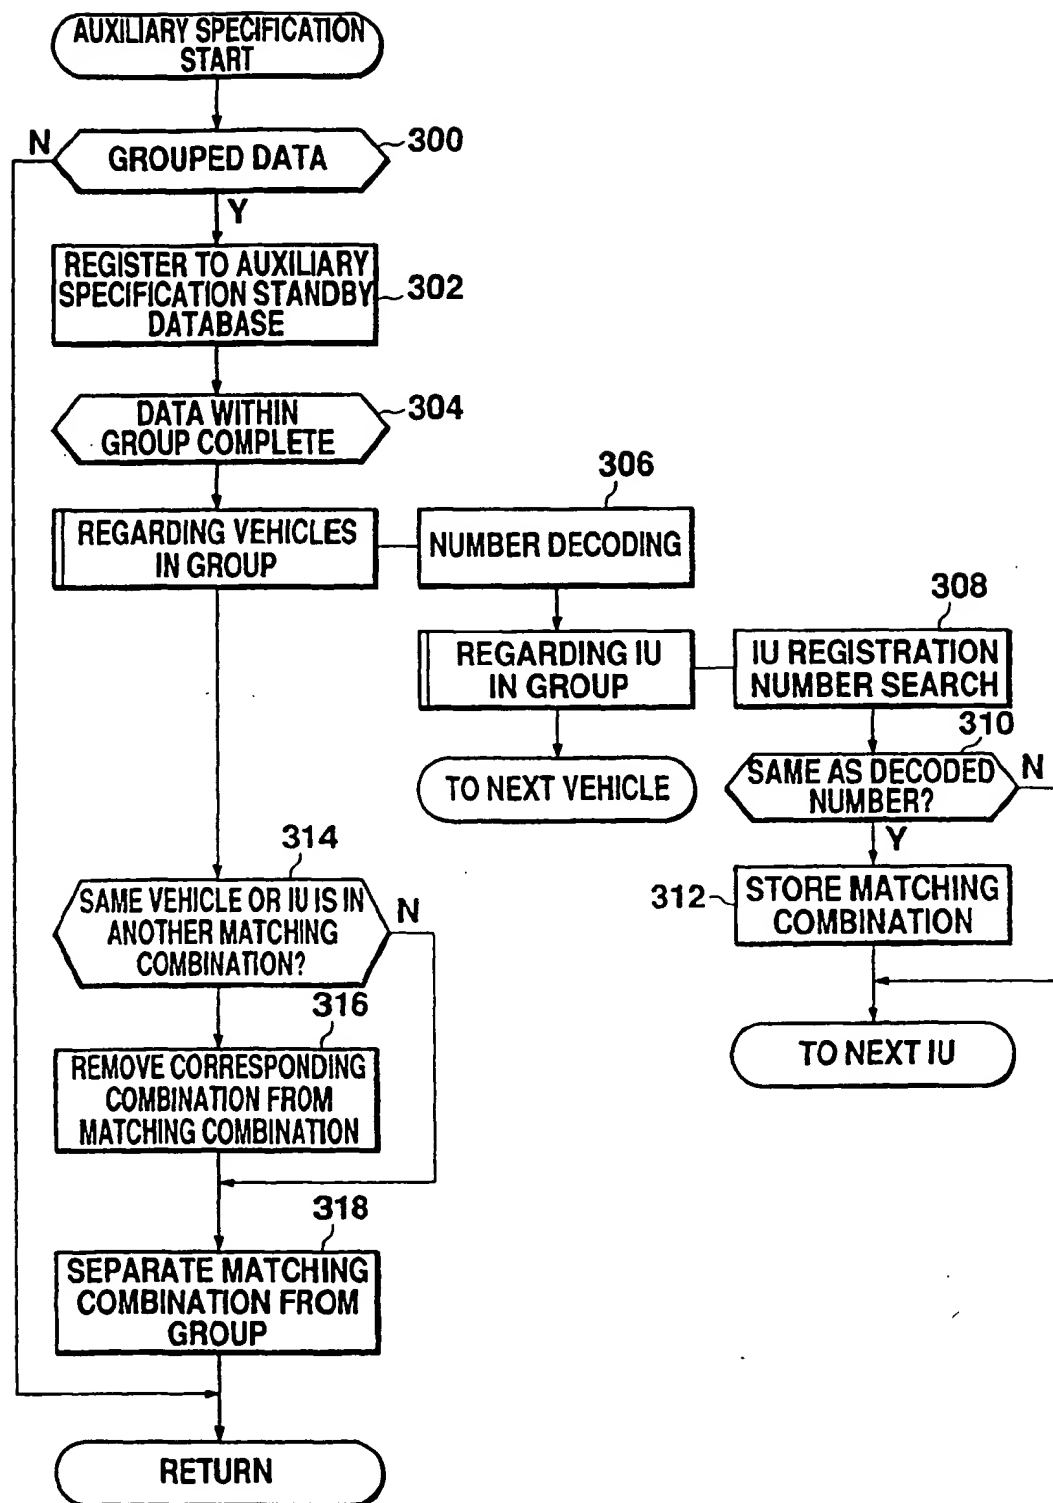 AUXILIARY SPECIFICATION
START
N
GROUPED DATA
300
Y
REGISTER TO AUXILIARY
SPECIFICATION STANDBY
DATABASE
302
DATA WITHIN
GROUP COMPLETE
304
REGARDING VEHICLES
IN GROUP
306
NUMBER DECODING
REGARDING IU
IN GROUP
TO NEXT VEHICLE
308
IU REGISTRATION
NUMBER SEARCH
310
SAME AS DECODED
NUMBER?
N
Y
312
STORE MATCHING
COMBINATION
TO NEXT IU
314
SAME VEHICLE OR IU IS IN
ANOTHER MATCHING
COMBINATION?
N
316
REMOVE CORRESPONDING
COMBINATION FROM
MATCHING COMBINATION
318
SEPARATE MATCHING
COMBINATION FROM
GROUP
RETURN